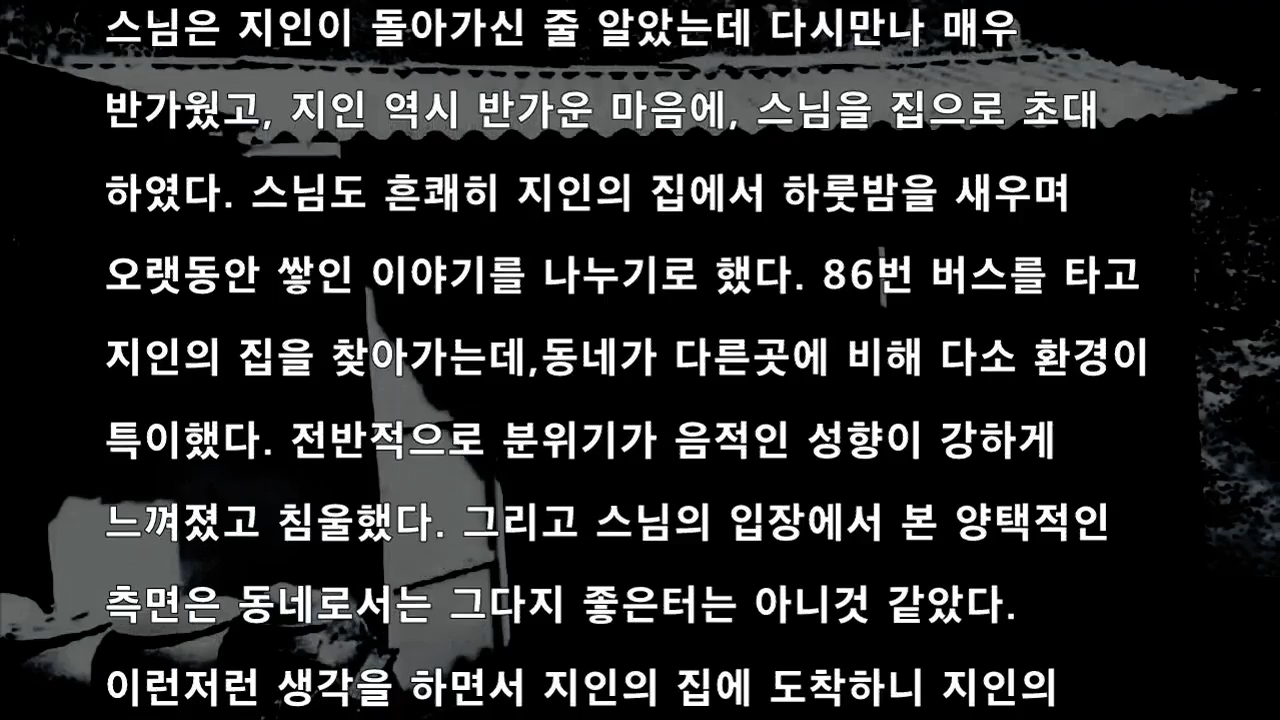 스님은 지인이 돌아가신 줄 알았는데 다시만나 매우
반가웠고, 지인 역시 반가운 마음에, 스님을 집으로 초대
하였다. 스님도 흔쾌히 지인의 집에서 하룻밤을 새우며
오랫동안 쌓인 이야기를 나누기로 했다. 86번 버스를 타고
지인의 집을 찾아가는데,동네가 다른곳에 비해 다소 환경이
특이했다. 전반적으로 분위기가 음적인 성향이 강하게
느껴졌고 침울했다. 그리고 스님의 입장에서 본 양택적인
측면은 동네로서는 그다지 좋은터는 아니것 같았다.
이런저런 생각을 하면서 지인의 집에 도착하니 지인의